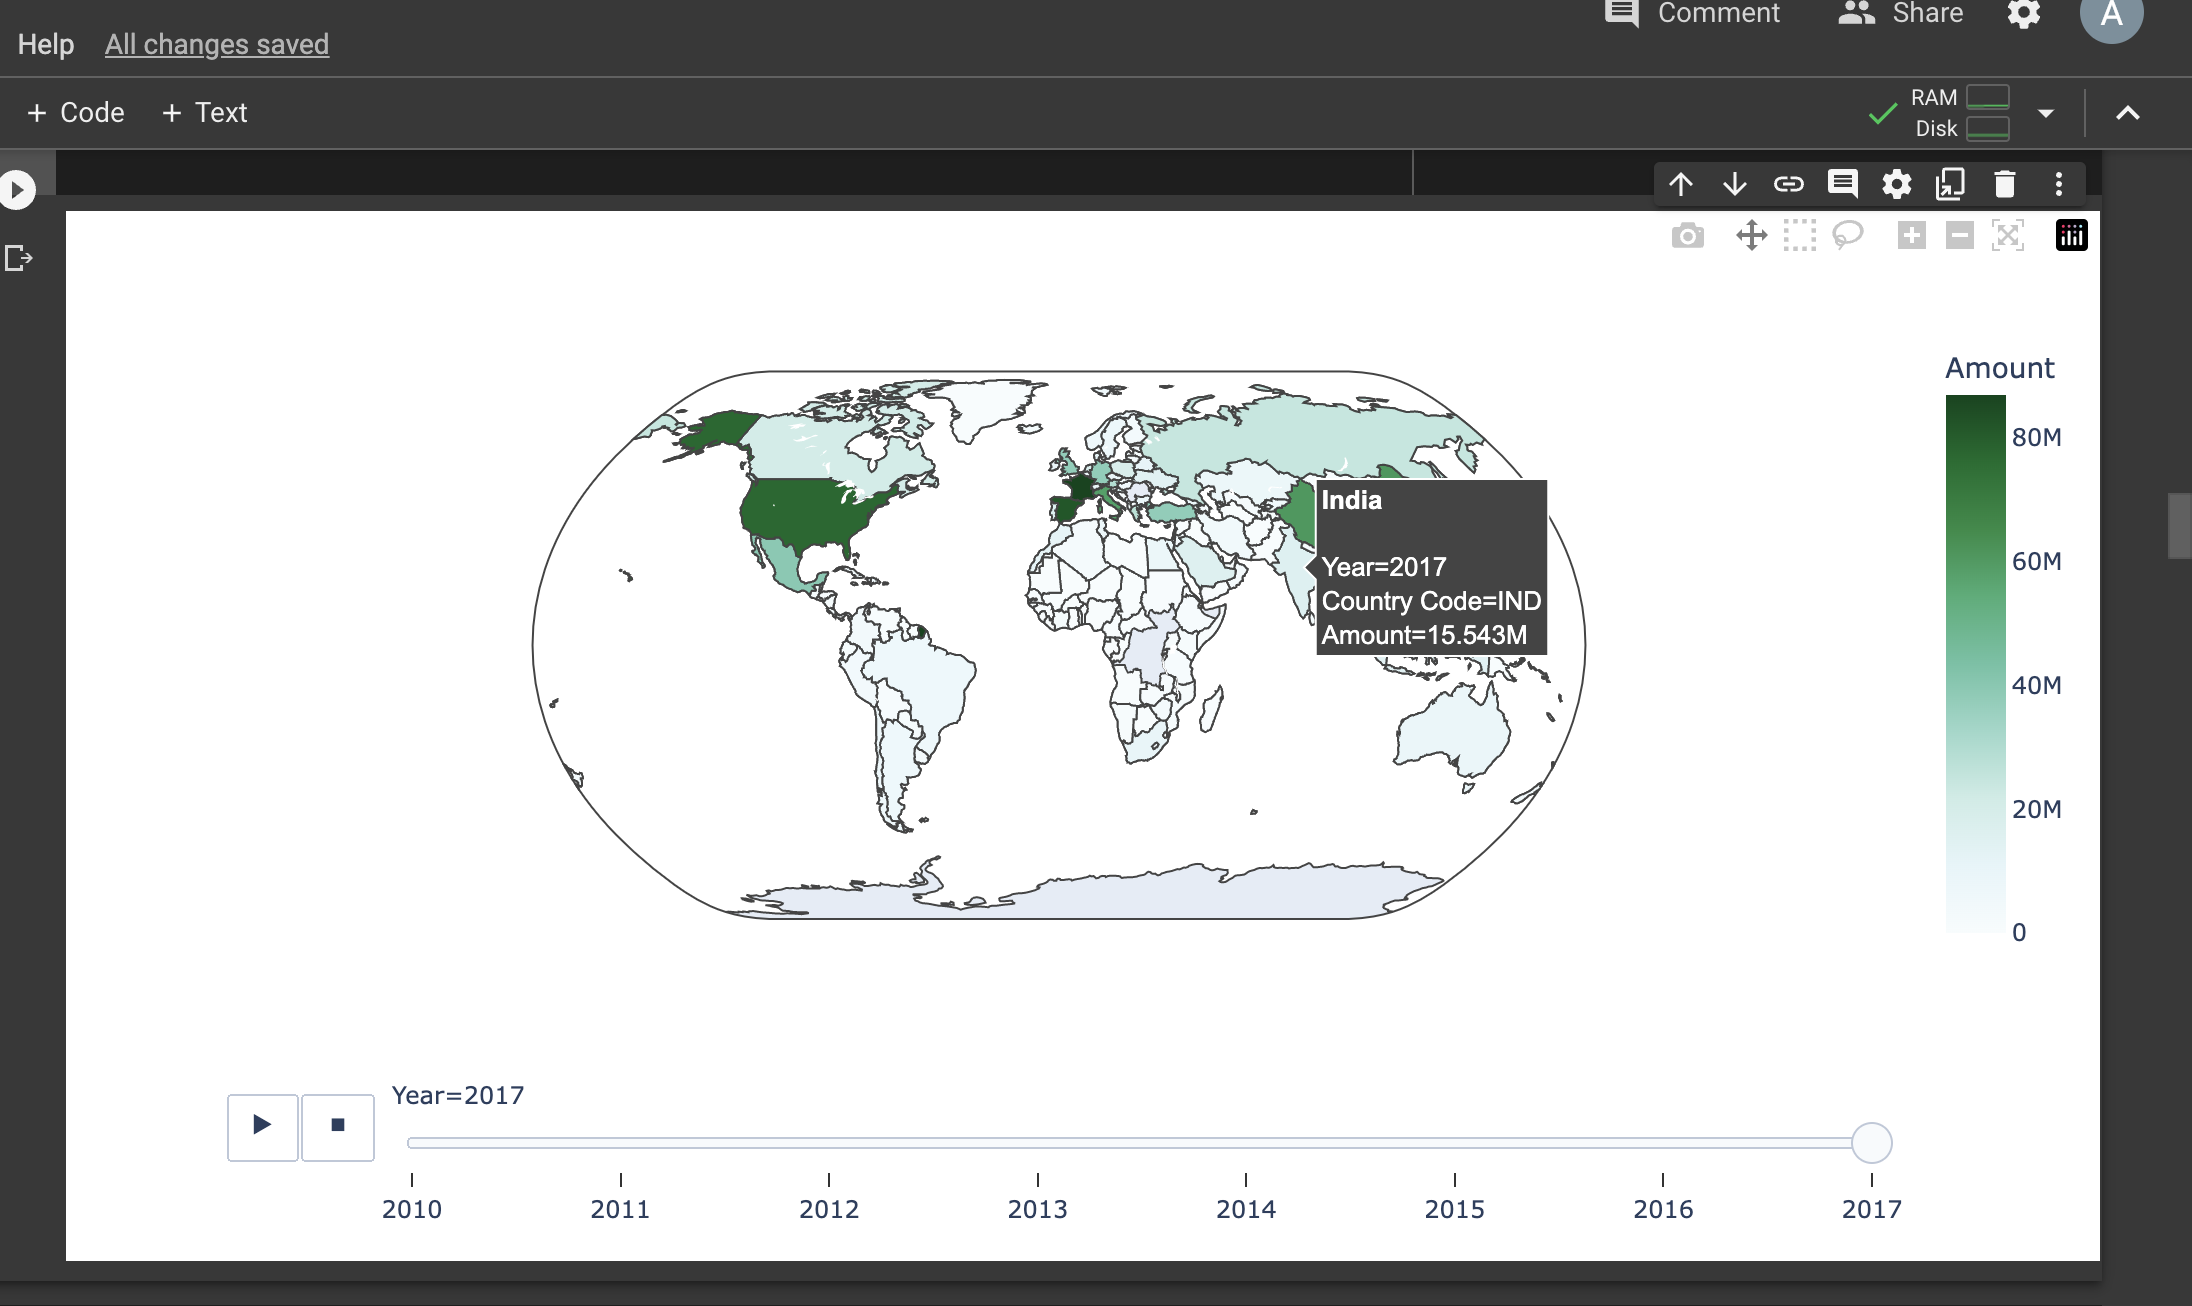 Comment
Share
A
Help
All changes saved
+ Code
+ Text
RAM
Disk
Amount
80M
60M
40M
20M
0
India
Year=2017
Country Code=IND
Amount=15.543M
Year=2017
2010
2011
2012
2013
2014
2015
2016
2017